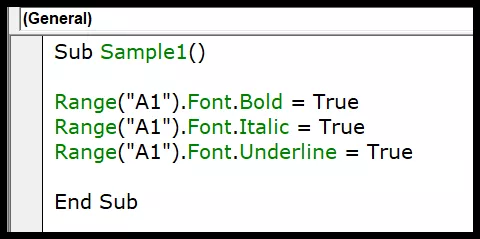 (General)
Sub Sample1()
Range("A1").Font.Bold = True
Range("A1").Font.Italic = True
Range("A1").Font.Underline = True
End Sub